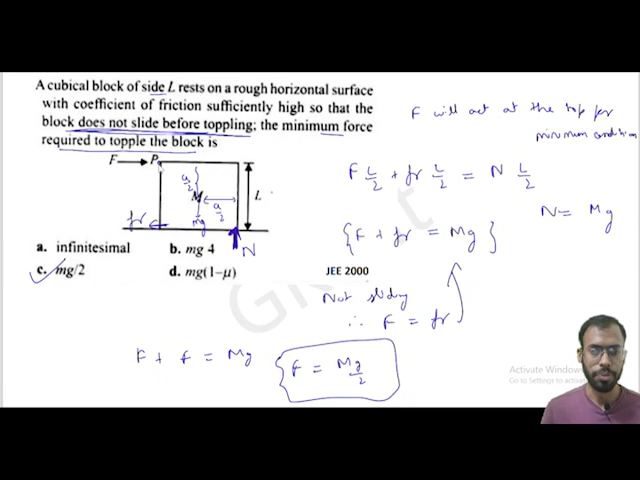 A cubical block of side L rests on a rough horizontal surface
with coefficient of friction sufficiently high so that the
block does not slide before toppling; the minimum force
required to topple the block is
F will act at the top for
minimum condition
F P
a/2
L
M
a/2
mg
fr
N
F L/2 + fr L/2 = N L/2
N = Mg
{F + fr = Mg}
a. infinitesimal b. mg 4
c. mg/2 d. mg(1−μ)
JEE 2000
Not sliding
∴ F = fr
F + f = Mg
F = Mg/2
Activate Windows
Go to Settings to activate